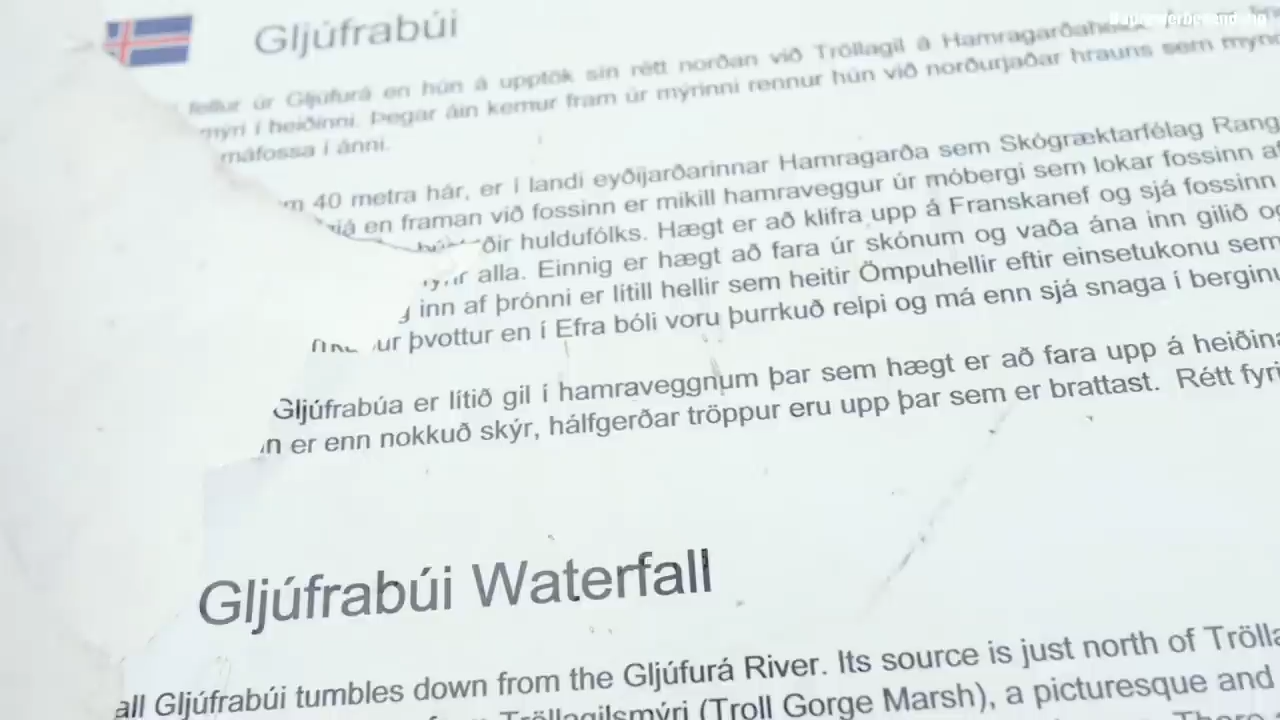 Gljúfrabúi
fellur úr Gljúfurá en hún á upptök sín rétt norðan við Tröllagil á
mýri í heiðinni. Þegar áin kemur fram úr mýrinni rennur hún við norðurjaðar hrauns sem
máfossa í ánni.
40 metra hár, er í landi eyðijarðarinnar Hamragarða sem Skógræktarfélag Rang
en framan við fossinn er mikill hamraveggur úr móbergi sem lokar fossinn af
huldufólks. Hægt er að klifra upp á Franskanef og sjá fossinn
alla. Einnig er hægt að fara úr skónum og vaða ána inn gilið
inn af þrónni er lítill hellir sem heitir Ömpuhellir eftir einsetukonu sem
þvottur en í Efra bóli voru þurrkuð reipi og má enn sjá snaga í berginu
Gljúfrabúa er lítið gil í hamraveggnum þar sem hægt er að fara upp á heiðina
n er enn nokkuð skýr, hálfgerðar tröppur eru upp þar sem er brattast. Rétt fyri
Gljúfrabúi Waterfall
all Gljúfrabúi tumbles down from the Gljúfurá River. Its source is just north of Trölla
Tröllagilsmýri (Troll Gorge Marsh), a picturesque and